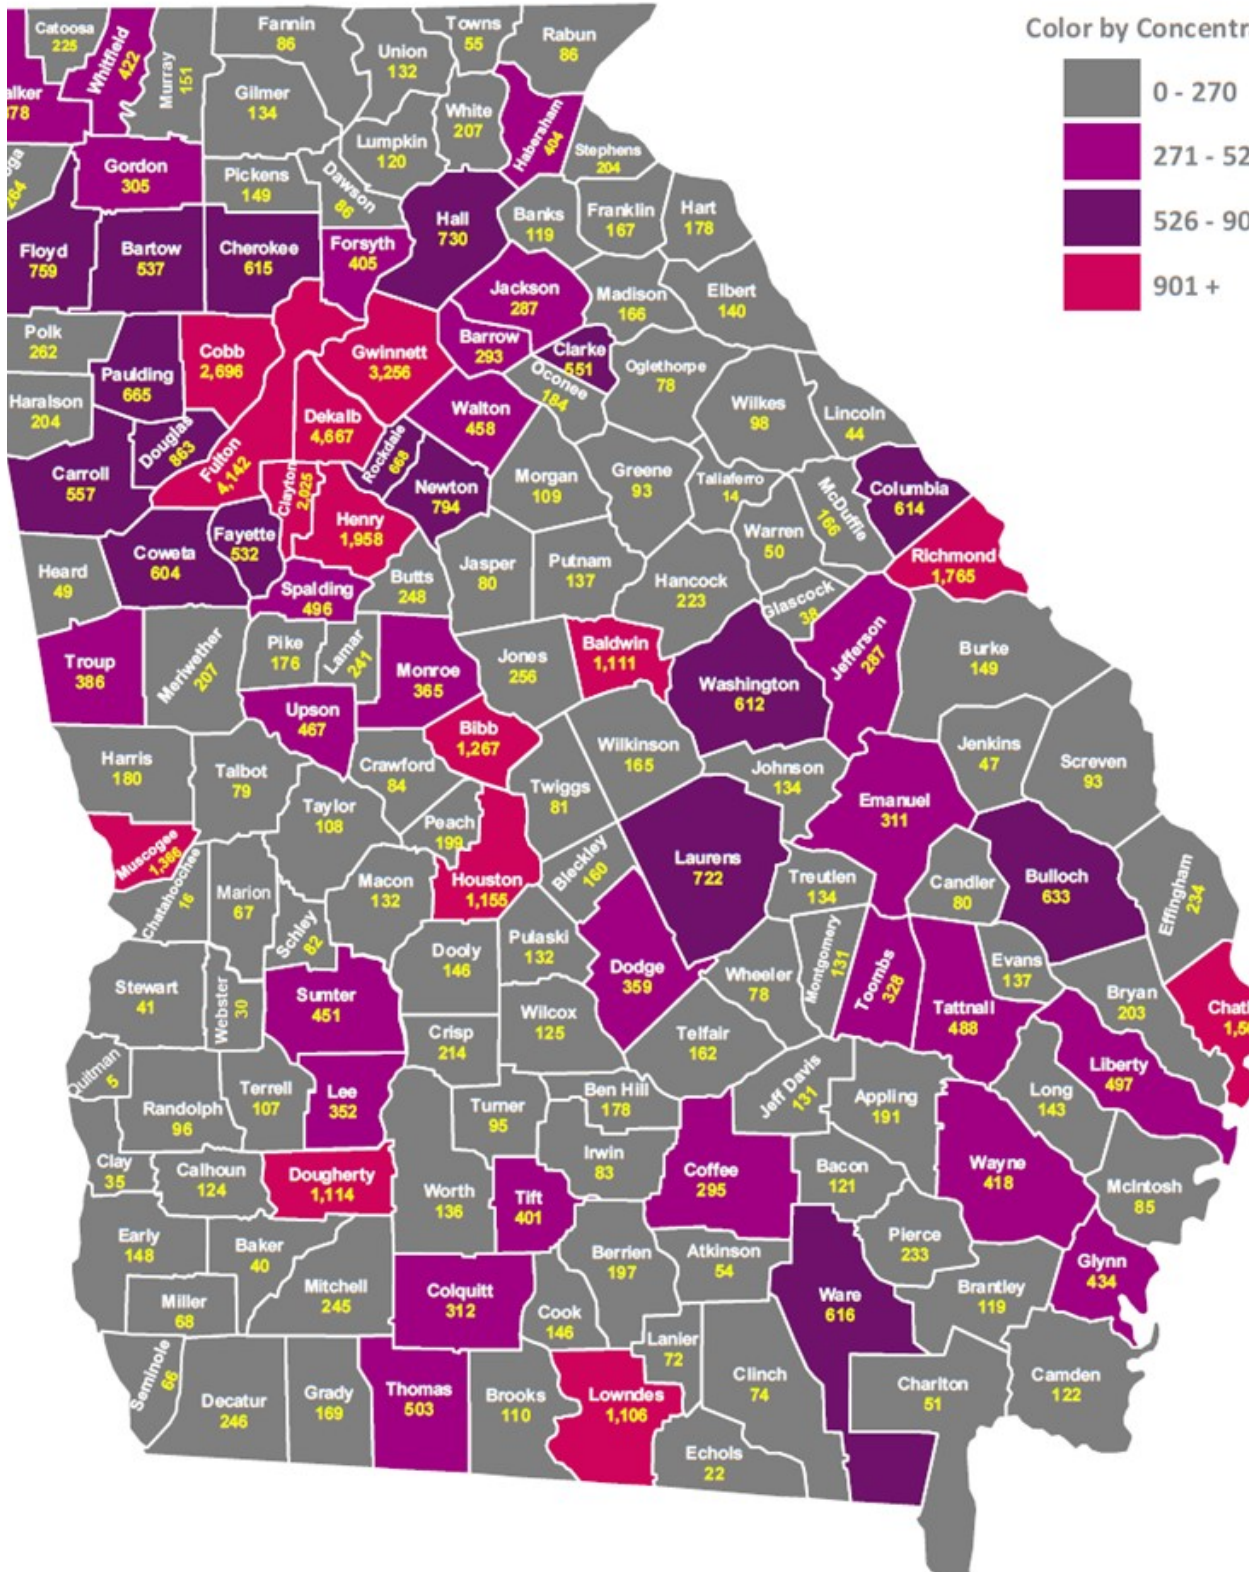 Color by Concentr
0 - 270
271 - 52
526 - 90
901 +
Catoosa
225
Whitfield
422
Murray
151
Fannin
86
Union
132
Towns
55
Rabun
86
alker
378
Gilmer
134
White
207
Habersham
404
Lumpkin
120
Stephens
204
oga
264
Gordon
305
Pickens
149
Dawson
86
Hall
730
Banks
119
Franklin
167
Hart
178
Floyd
759
Bartow
537
Cherokee
615
Forsyth
405
Jackson
287
Madison
166
Elbert
140
Polk
262
Paulding
665
Cobb
2,696
Gwinnett
3,256
Barrow
293
Clarke
551
Oconee
184
Oglethorpe
78
Wilkes
98
Lincoln
44
Haralson
204
Douglas
863
Fulton
4,142
Dekalb
4,667
Rockdale
668
Walton
458
Carroll
557
Clayton
2,025
Newton
794
Morgan
109
Greene
93
Tallaferro
14
McDuffie
166
Columbia
614
Coweta
604
Fayette
532
Henry
1,958
Warren
50
Richmond
1,765
Heard
49
Spalding
496
Butts
248
Jasper
80
Putnam
137
Hancock
223
Glascock
38
Troup
386
Meriwether
207
Pike
176
Lamar
241
Monroe
365
Jones
256
Baldwin
1,111
Washington
612
Jefferson
287
Burke
149
Upson
467
Bibb
1,267
Wilkinson
165
Johnson
134
Jenkins
47
Screven
93
Harris
180
Talbot
79
Crawford
84
Twiggs
81
Emanuel
311
Taylor
108
Peach
199
Muscogee
1,366
Chatahoochee
16
Marion
67
Macon
132
Houston
1,155
Bleckley
160
Laurens
722
Treutlen
134
Candler
80
Bulloch
633
Effingham
234
Schley
82
Dooly
146
Pulaski
132
Dodge
359
Wheeler
78
Montgomery
131
Toombs
328
Tattnall
488
Evans
137
Bryan
203
Chatl
1,50
Stewart
41
Webster
30
Sumter
451
Crisp
214
Wilcox
125
Telfair
162
Liberty
497
Quitman
5
Randolph
96
Terrell
107
Lee
352
Turner
95
Ben Hill
178
Jeff Davis
131
Appling
191
Long
143
Clay
35
Calhoun
124
Dougherty
1,114
Worth
136
Tift
401
Irwin
83
Coffee
295
Bacon
121
Wayne
418
McIntosh
85
Early
148
Baker
40
Mitchell
245
Colquitt
312
Berrien
197
Atkinson
54
Pierce
233
Glynn
434
Miller
68
Cook
146
Ware
616
Brantley
119
Seminole
66
Decatur
246
Grady
169
Thomas
503
Brooks
110
Lowndes
1,106
Lanier
72
Clinch
74
Charlton
51
Camden
122
Echols
22